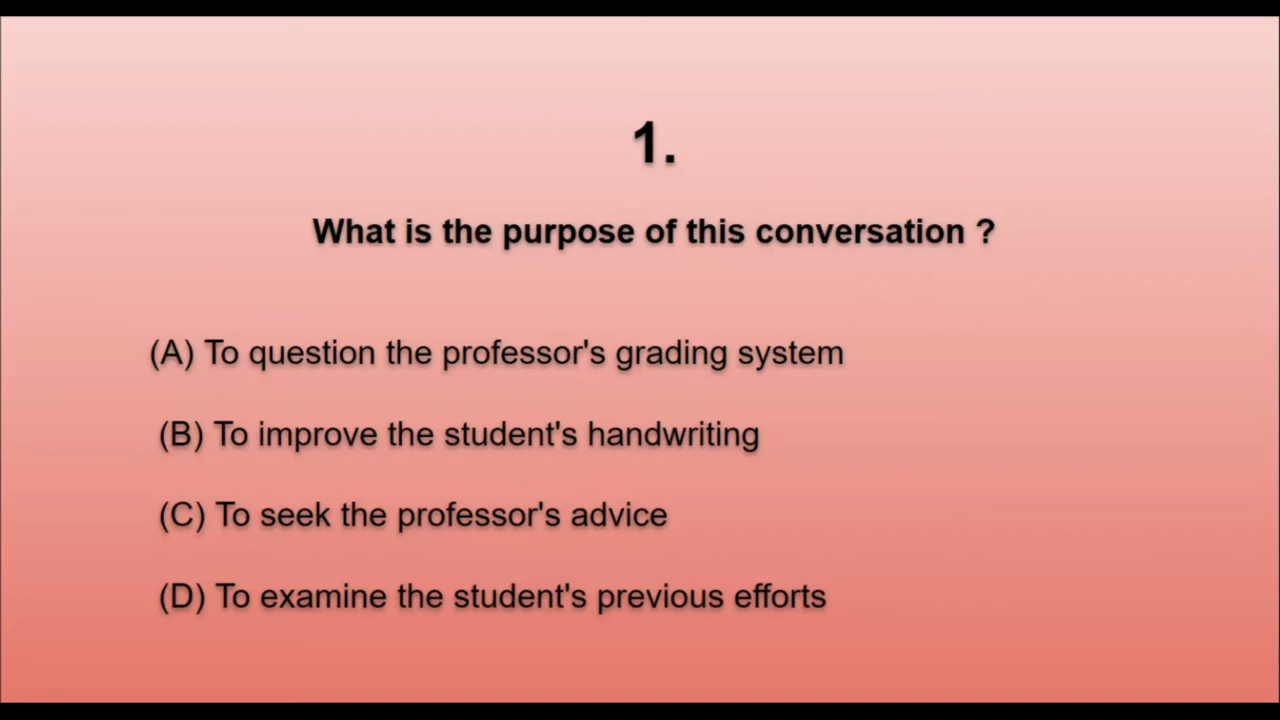 1.
What is the purpose of this conversation ?
(A) To question the professor's grading system
(B) To improve the student's handwriting
(C) To seek the professor's advice
(D) To examine the student's previous efforts